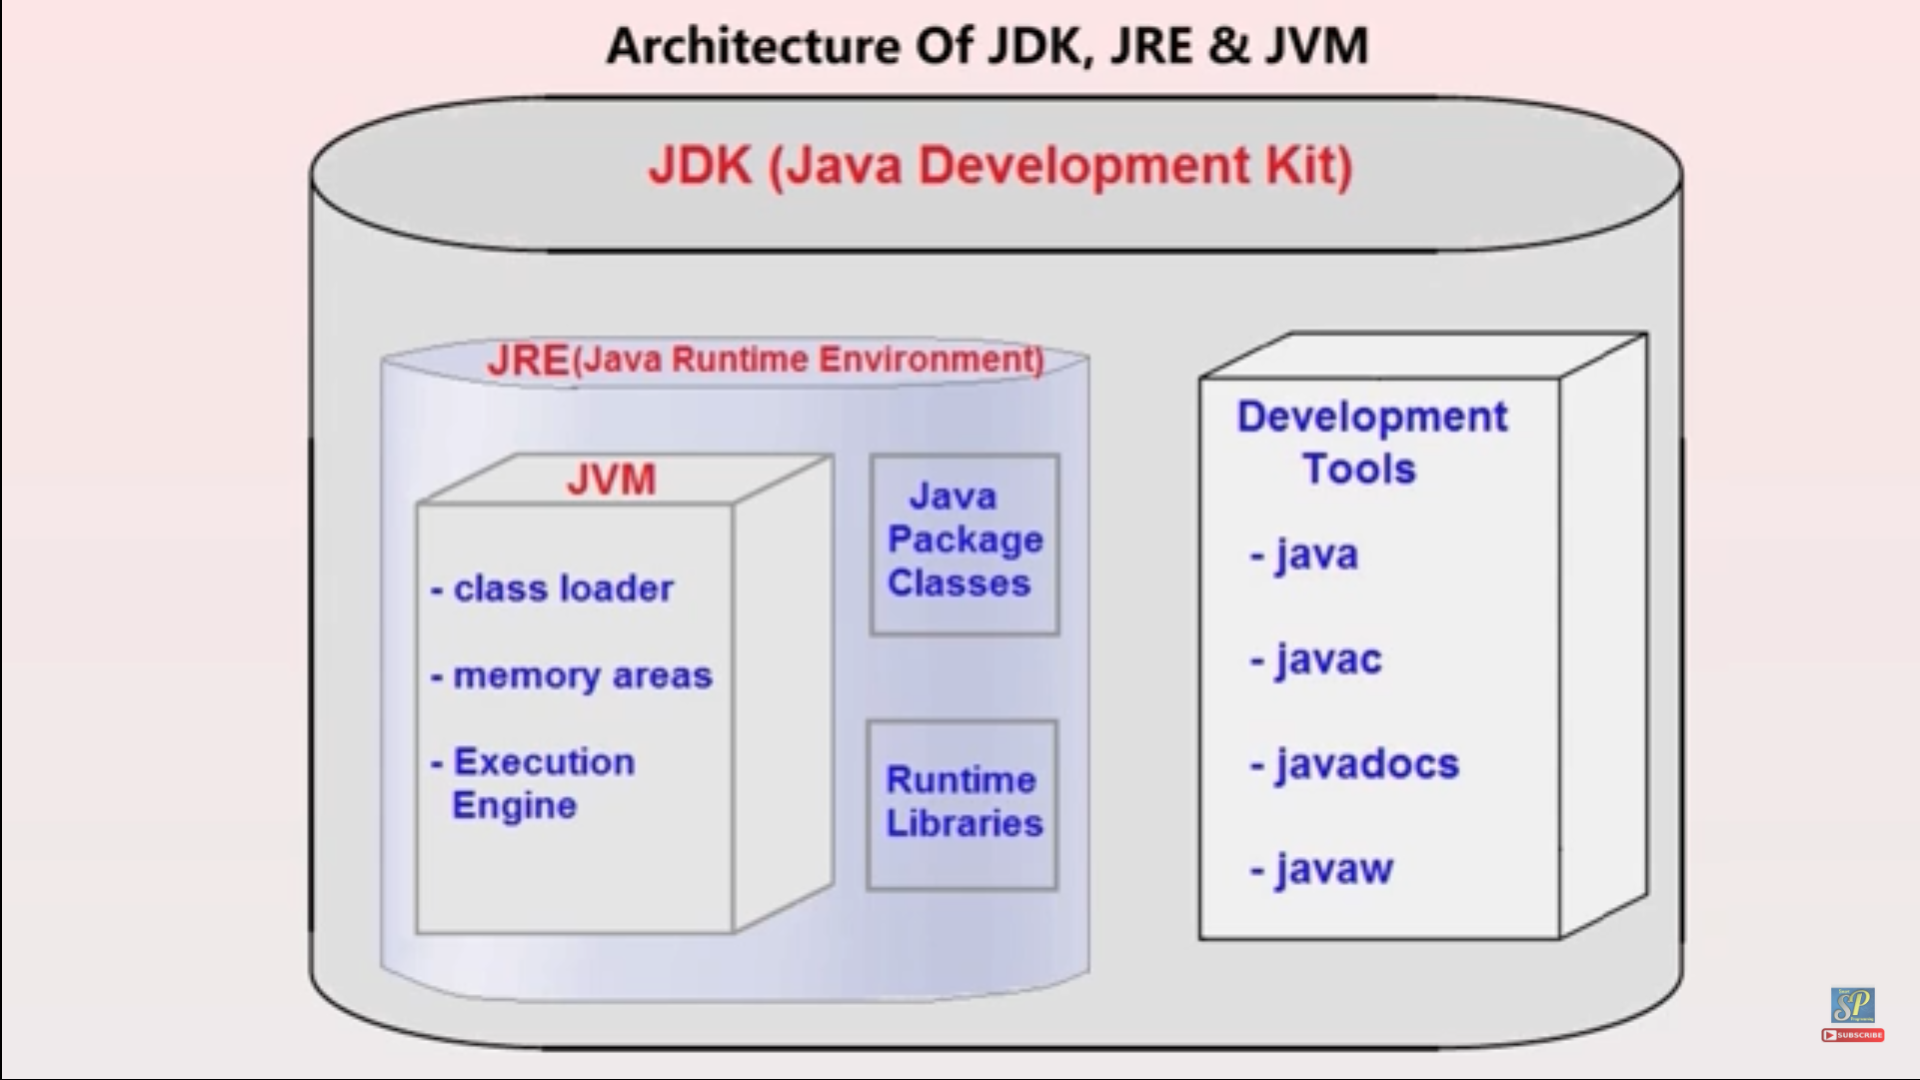 Architecture Of JDK, JRE & JVM
JDK (Java Development Kit)
JRE(Java Runtime Environment)
JVM
- class loader
- memory areas
- Execution
Engine
Java
Package
Classes
Runtime
Libraries
Development
Tools
- java
- javac
- javadocs
- javaw
SP
SUBSCRIBE